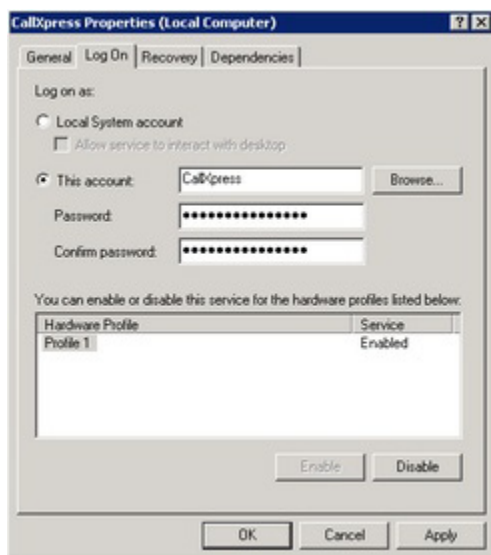 CallXpress Properties (Local Computer)
General Log On Recovery Dependencies
Log on as:
Local System account
Allow service to interact with desktop
This account: CallXpress Browse...
Password: •••••••••••••••
Confirm password: •••••••••••••••
You can enable or disable this service for the hardware profiles listed below:
Hardware Profile Service
Profile 1 Enabled
Enable Disable
OK Cancel Apply